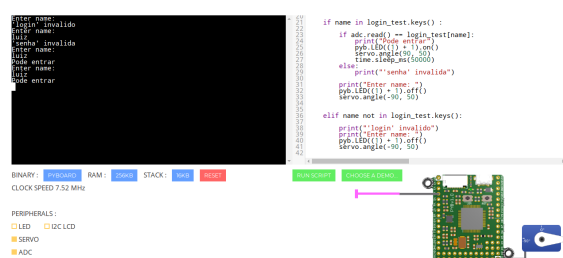 Enter name:
'login' invalido
Enter name:
luiz
'senha' invalida
Enter name:
luiz
Pode entrar
Enter name:
luiz
Pode entrar
20
21
22 if name in login_test.keys() :
23 if adc.read() == login_test[name]:
24 print("Pode entrar")
25 pyb.LED((1) + 1).on()
26 servo.angle(90, 50)
27 time.sleep_ms(50000)
28 else:
29 print("'senha' invalida")
30
31 print("Enter name: ")
32 pyb.LED((1) + 1).off()
33 servo.angle(-90, 50)
34
35
36 elif name not in login_test.keys():
37
38 print("'login' invalido")
39 print("Enter name: ")
40 pyb.LED((1) + 1).off()
41 servo.angle(-90, 50)
42
BINARY : PYBOARD RAM : 256KB STACK : 16KB RESET
RUN SCRIPT CHOOSE A DEMO
CLOCK SPEED 7.52 MHz
PERIPHERALS :
LED I2C LCD
SERVO
ADC